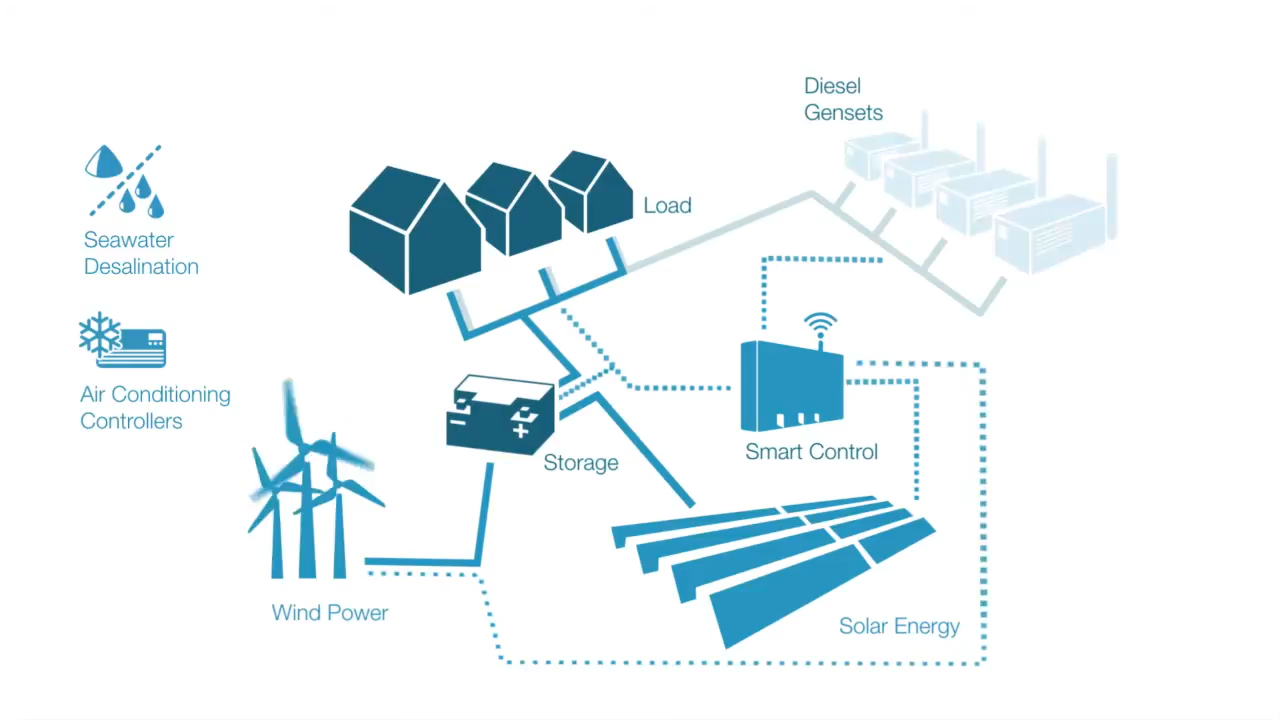 Diesel
Gensets
Load
Seawater
Desalination
Air Conditioning
Controllers
Smart Control
Storage
Wind Power
Solar Energy